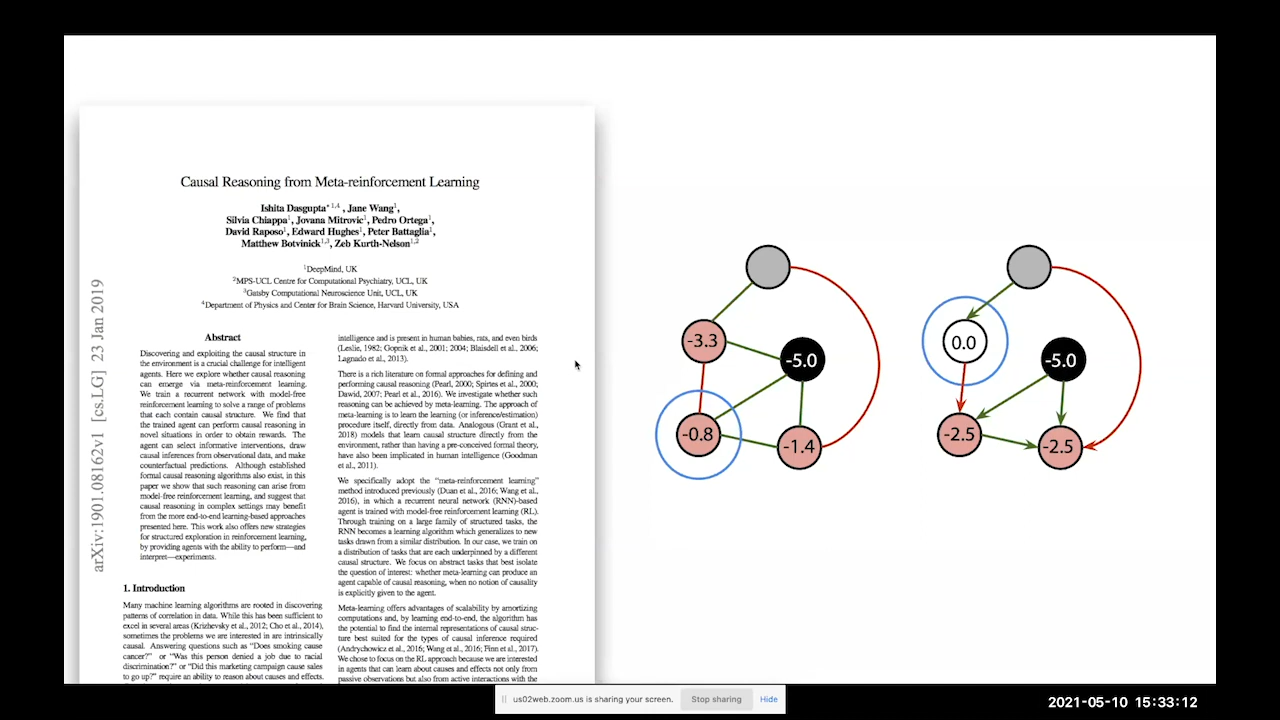 Causal Reasoning from Meta-reinforcement Learning
Ishita Dasgupta* 1,4 , Jane Wang1,
Silvia Chiappa1, Jovana Mitrovic1, Pedro Ortega1,
David Raposo1, Edward Hughes1, Peter Battaglia1,
Matthew Botvinick1,3, Zeb Kurth-Nelson1,2
1DeepMind, UK
2MPS-UCL Centre for Computational Psychiatry, UCL, UK
3Gatsby Computational Neuroscience Unit, UCL, UK
4Department of Physics and Center for Brain Science, Harvard University, USA
arXiv:1901.08162v1 [cs.LG] 23 Jan 2019
Abstract
Discovering and exploiting the causal structure in
the environment is a crucial challenge for intelligent
agents. Here we explore whether causal reasoning
can emerge via meta-reinforcement learning.
We train a recurrent network with model-free
reinforcement learning to solve a range of problems
that each contain causal structure. We find that
the trained agent can perform causal reasoning in
novel situations in order to obtain rewards. The
agent can select informative interventions, draw
causal inferences from observational data, and make
counterfactual predictions. Although established
formal causal reasoning algorithms also exist, in this
paper we show that such reasoning can arise from
model-free reinforcement learning, and suggest that
causal reasoning in complex settings may benefit
from the more end-to-end learning-based approaches
presented here. This work also offers new strategies
for structured exploration in reinforcement learning,
by providing agents with the ability to perform—and
interpret—experiments.
1. Introduction
Many machine learning algorithms are rooted in discovering
patterns of correlation in data. While this has been sufficient to
excel in several areas (Krizhevsky et al., 2012; Cho et al., 2014),
sometimes the problems we are interested in are intrinsically
causal. Answering questions such as "Does smoking cause
cancer?" or "Was this person denied a job due to racial
discrimination?" or "Did this marketing campaign cause sales
to go up?" require an ability to reason about causes and effects.
intelligence and is present in human babies, rats, and even birds
(Leslie, 1982; Gopnik et al., 2001; 2004; Blaisdell et al., 2006;
Lagnado et al., 2013).
There is a rich literature on formal approaches for defining and
performing causal reasoning (Pearl, 2000; Spirtes et al., 2000;
Dawid, 2007; Pearl et al., 2016). We investigate whether such
reasoning can be achieved by meta-learning. The approach of
meta-learning is to learn the learning (or inference/estimation)
procedure itself, directly from data. Analogous (Grant et al.,
2018) models that learn causal structure directly from the
environment, rather than having a pre-conceived formal theory,
have also been implicated in human intelligence (Goodman
et al., 2011).
We specifically adopt the "meta-reinforcement learning"
method introduced previously (Duan et al., 2016; Wang et al.,
2016), in which a recurrent neural network (RNN)-based
agent is trained with model-free reinforcement learning (RL).
Through training on a large family of structured tasks, the
RNN becomes a learning algorithm which generalizes to new
tasks drawn from a similar distribution. In our case, we train on
a distribution of tasks that are each underpinned by a different
causal structure. We focus on abstract tasks that best isolate
the question of interest: whether meta-learning can produce an
agent capable of causal reasoning, when no notion of causality
is explicitly given to the agent.
Meta-learning offers advantages of scalability by amortizing
computations and, by learning end-to-end, the algorithm has
the potential to find the internal representations of causal struc-
ture best suited for the types of causal inference required
(Andrychowicz et al., 2016; Wang et al., 2016; Finn et al., 2017).
We chose to focus on the RL approach because we are interested
in agents that can learn about causes and effects not only from
passive observations but also from active interactions with the
-3.3
-5.0
-0.8
-1.4
0.0
-5.0
-2.5
-2.5
us02web.zoom.us is sharing your screen. Stop sharing Hide
2021-05-10 15:33:12